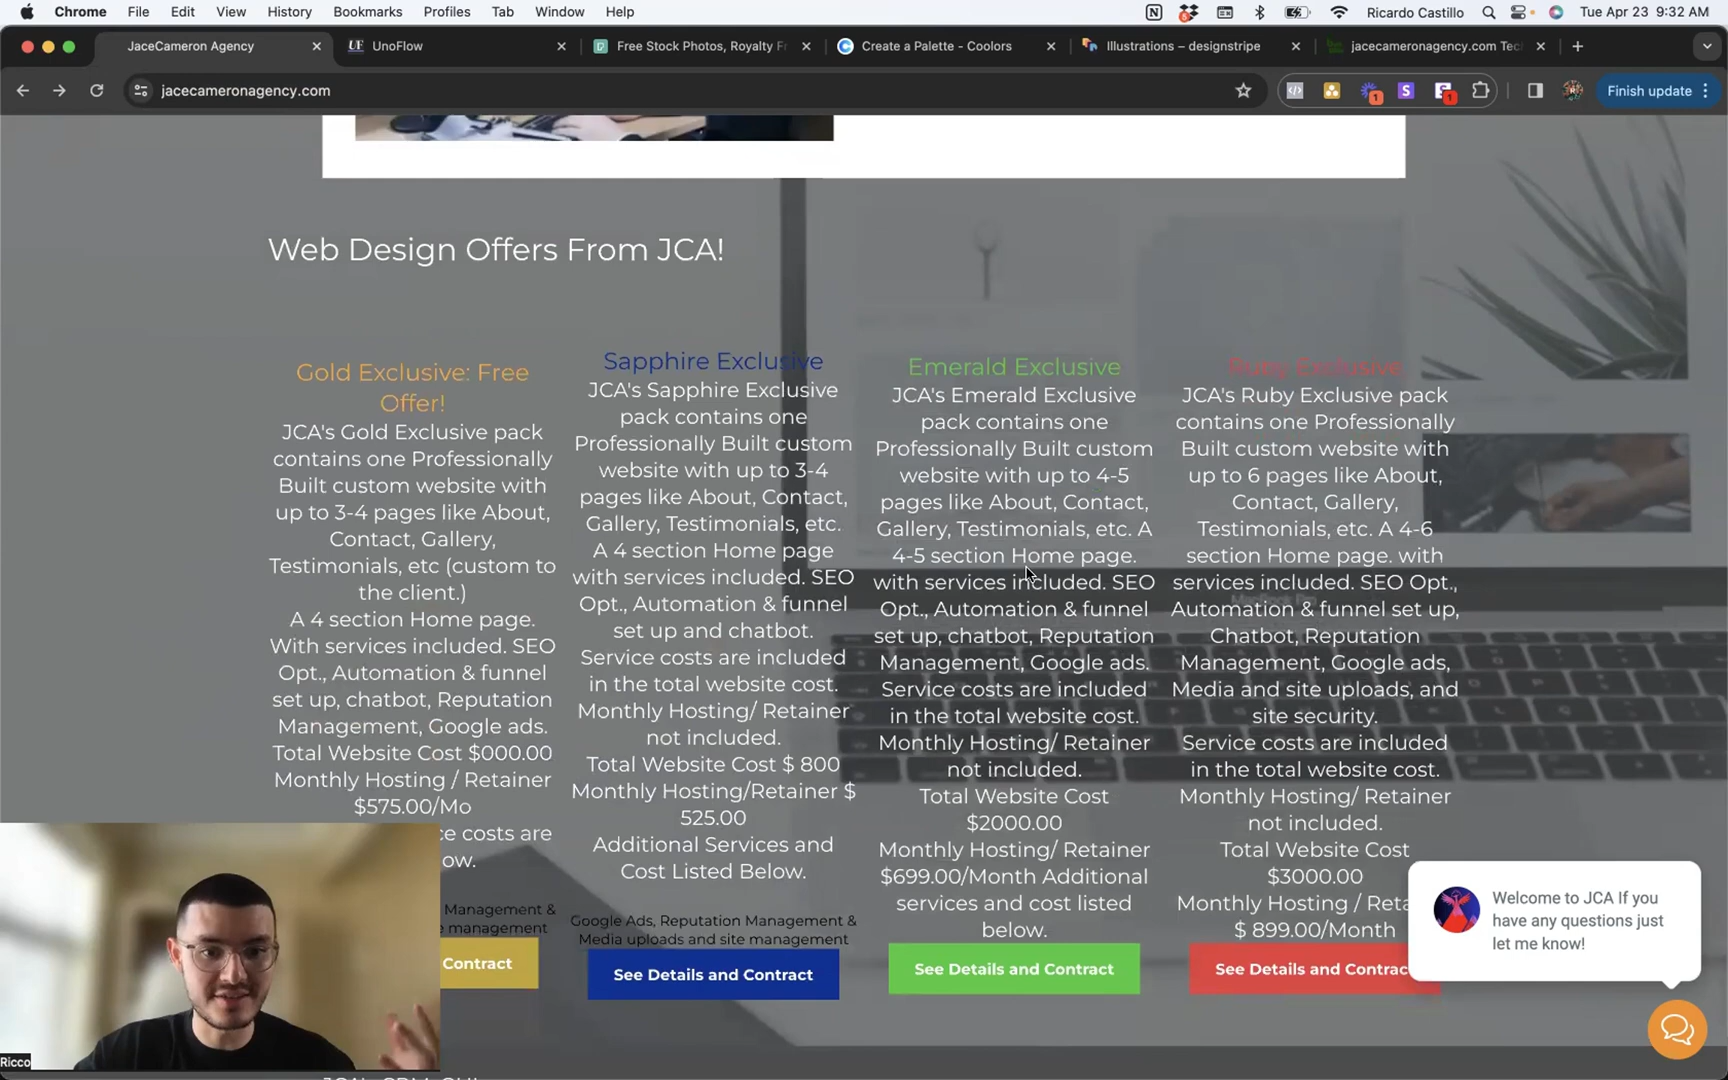 Chrome File Edit View History Bookmarks Profiles Tab Window Help
Ricardo Castillo Tue Apr 23 9:32 AM
JaceCameron Agency
UF UnoFlow
Free Stock Photos, Royalty Fr
Create a Palette - Coolors
Illustrations – designstripe
jacecameronagency.com Tec
jacecameronagency.com
Finish update
Web Design Offers From JCA!
Gold Exclusive: Free
Offer!
JCA's Gold Exclusive pack
contains one Professionally
Built custom website with
up to 3-4 pages like About,
Contact, Gallery,
Testimonials, etc (custom to
the client.)
A 4 section Home page.
With services included. SEO
Opt., Automation & funnel
set up, chatbot, Reputation
Management, Google ads.
Total Website Cost $000.00
Monthly Hosting / Retainer
$575.00/Mo
costs are
Management &
management
Contract
Sapphire Exclusive
JCA's Sapphire Exclusive
pack contains one
Professionally Built custom
website with up to 3-4
pages like About, Contact,
Gallery, Testimonials, etc.
A 4 section Home page
with services included. SEO
Opt., Automation & funnel
set up and chatbot.
Service costs are included
in the total website cost.
Monthly Hosting/ Retainer
not included.
Total Website Cost $ 800
Monthly Hosting/Retainer $
525.00
Additional Services and
Cost Listed Below.
Google Ads, Reputation Management &
Media uploads and site management
See Details and Contract
Emerald Exclusive
JCA's Emerald Exclusive
pack contains one
Professionally Built custom
website with up to 4-5
pages like About, Contact,
Gallery, Testimonials, etc. A
4-5 section Home page.
with services included. SEO
Opt., Automation & funnel
set up, chatbot, Reputation
Management, Google ads.
Service costs are included
in the total website cost.
Monthly Hosting/ Retainer
not included.
Total Website Cost
$2000.00
Monthly Hosting/ Retainer
$699.00/Month Additional
services and cost listed
below.
See Details and Contract
Ruby Exclusive
JCA's Ruby Exclusive pack
contains one Professionally
Built custom website with
up to 6 pages like About,
Contact, Gallery,
Testimonials, etc. A 4-6
section Home page. with
services included. SEO Opt.,
Automation & funnel set up,
Chatbot, Reputation
Management, Google ads,
Media and site uploads, and
site security.
Service costs are included
in the total website cost.
Monthly Hosting/ Retainer
not included.
Total Website Cost
$3000.00
Monthly Hosting / Reta
$ 899.00/Month
See Details and Contrac
Welcome to JCA If you
have any questions just
let me know!
Ricco